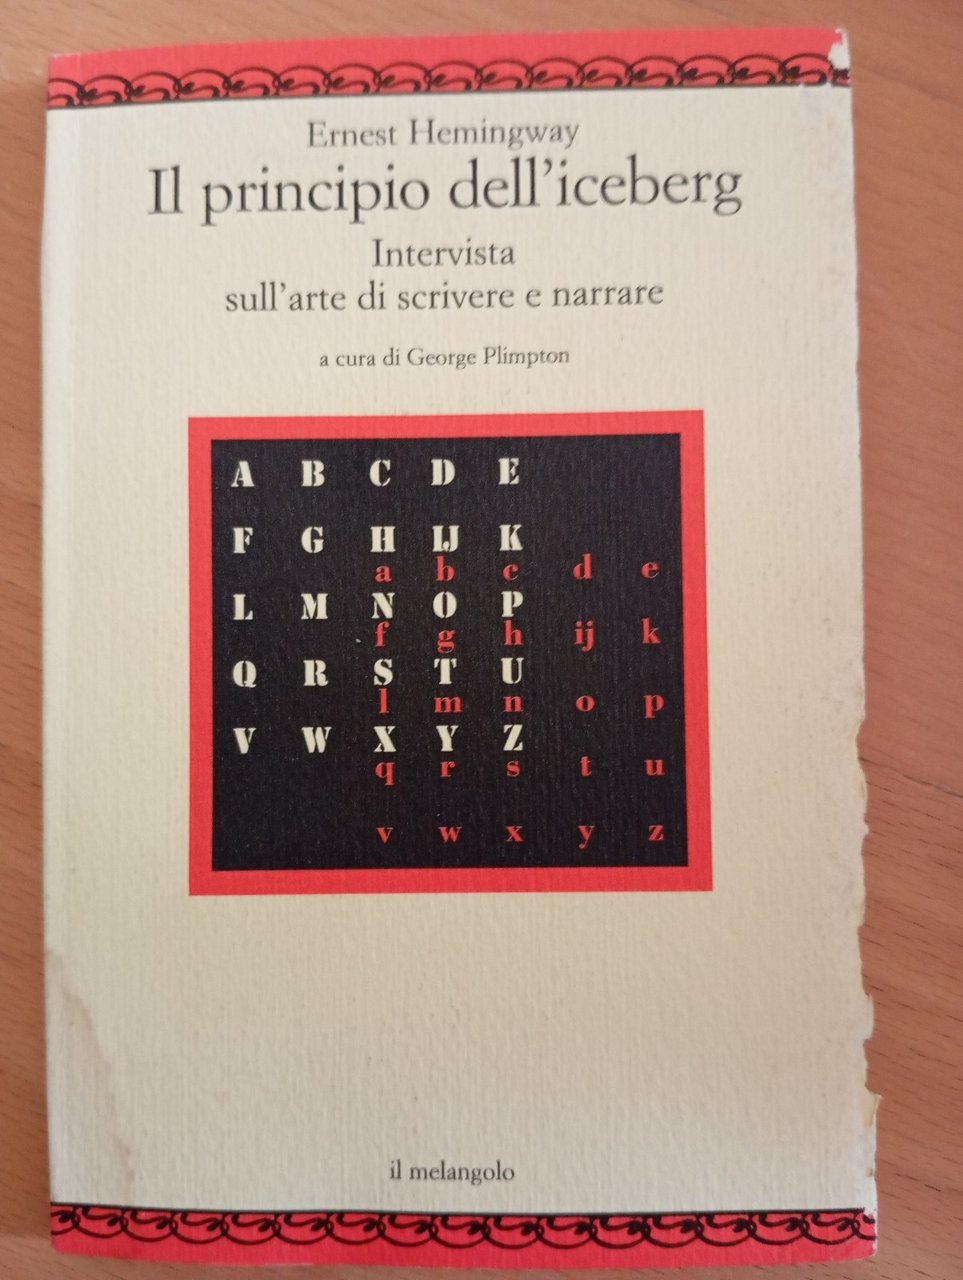 Ernest Hemingway
Il principio dell'iceberg
Intervista
sull'arte di scrivere e narrare
a cura di George Plimpton
A B C D E
F G H IJ K
a b c d e
L M N O P
f g h ij k
Q R S T U
l m n o p
V W X Y Z
q r s t u
v w x y z
il melangolo